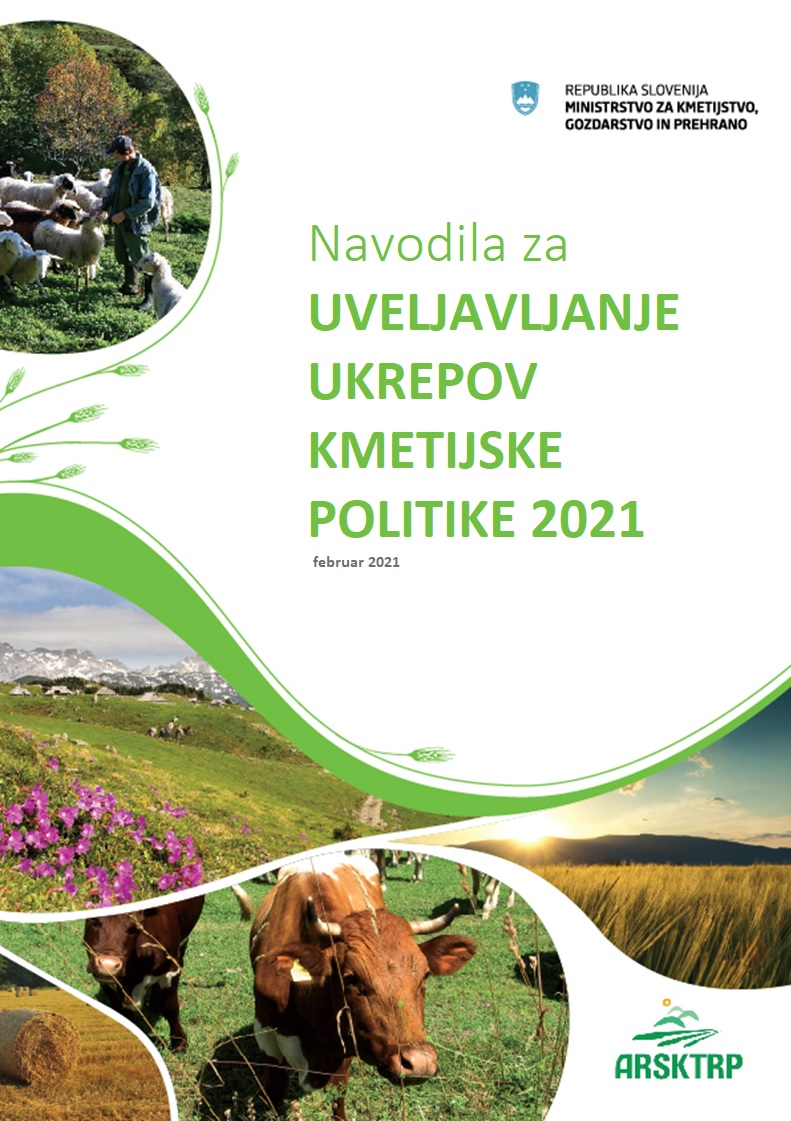 REPUBLIKA SLOVENIJA
MINISTRSTVO ZA KMETIJSTVO,
GOZDARSTVO IN PREHRANO
Navodila za
UVELJAVLJANJE
UKREPOV
KMETIJSKE
POLITIKE 2021
februar 2021
ARSKTRP